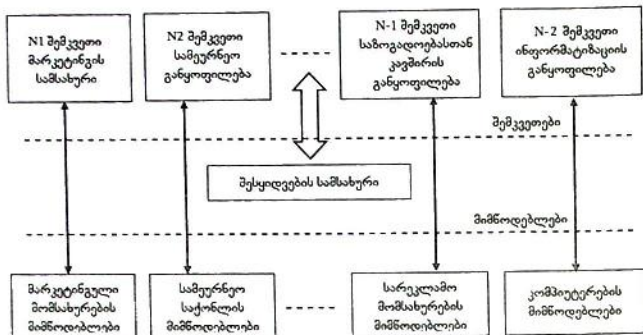 N1 შემკვეთი
მარკეტინგის
სამსახური
N2 შემკვეთი
სამეურნეო
განყოფილება
N-1 შემკვეთი
საზოგადოებასთან
კავშირის
განყოფილება
N- 2 შემკვეთი
ინფორმატიზაციის
განყოფილება
შემკვეთები
შესყიდვების სამსახური
მიმწოდებლები
მარკეტინგული
მომსახურების
მიმწოდებლები
სამეურნეო
საქონლის
მიმწოდებლები
სარეკლამო
მომსახურების
მიმწოდებლები
კომპიუტერების
მიმწოდებლები